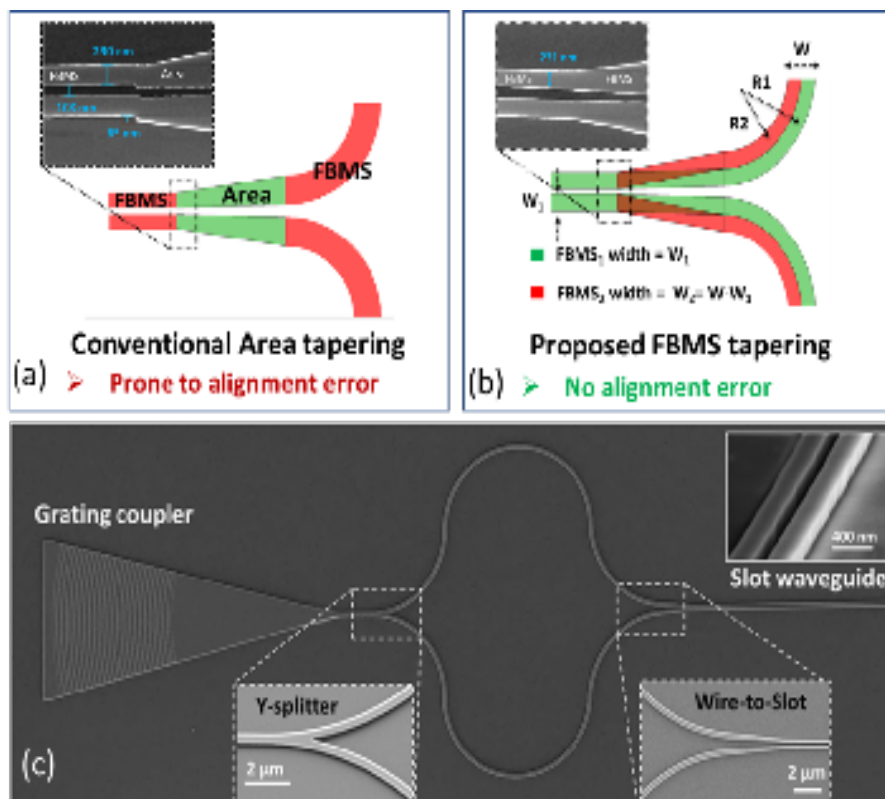 FBMS
FBMS
Area
FBMS
Conventional Area tapering
(a)
➢ Prone to alignment error
W
R1
R2
W₁
FBMS₁ width = W₁
FBMS₂ width = W₂= W-W₁
Proposed FBMS tapering
(b)
➢ No alignment error
Grating coupler
400 nm
Slot waveguide
Y-splitter
2 μm
Wire-to-Slot
2 μm
(c)